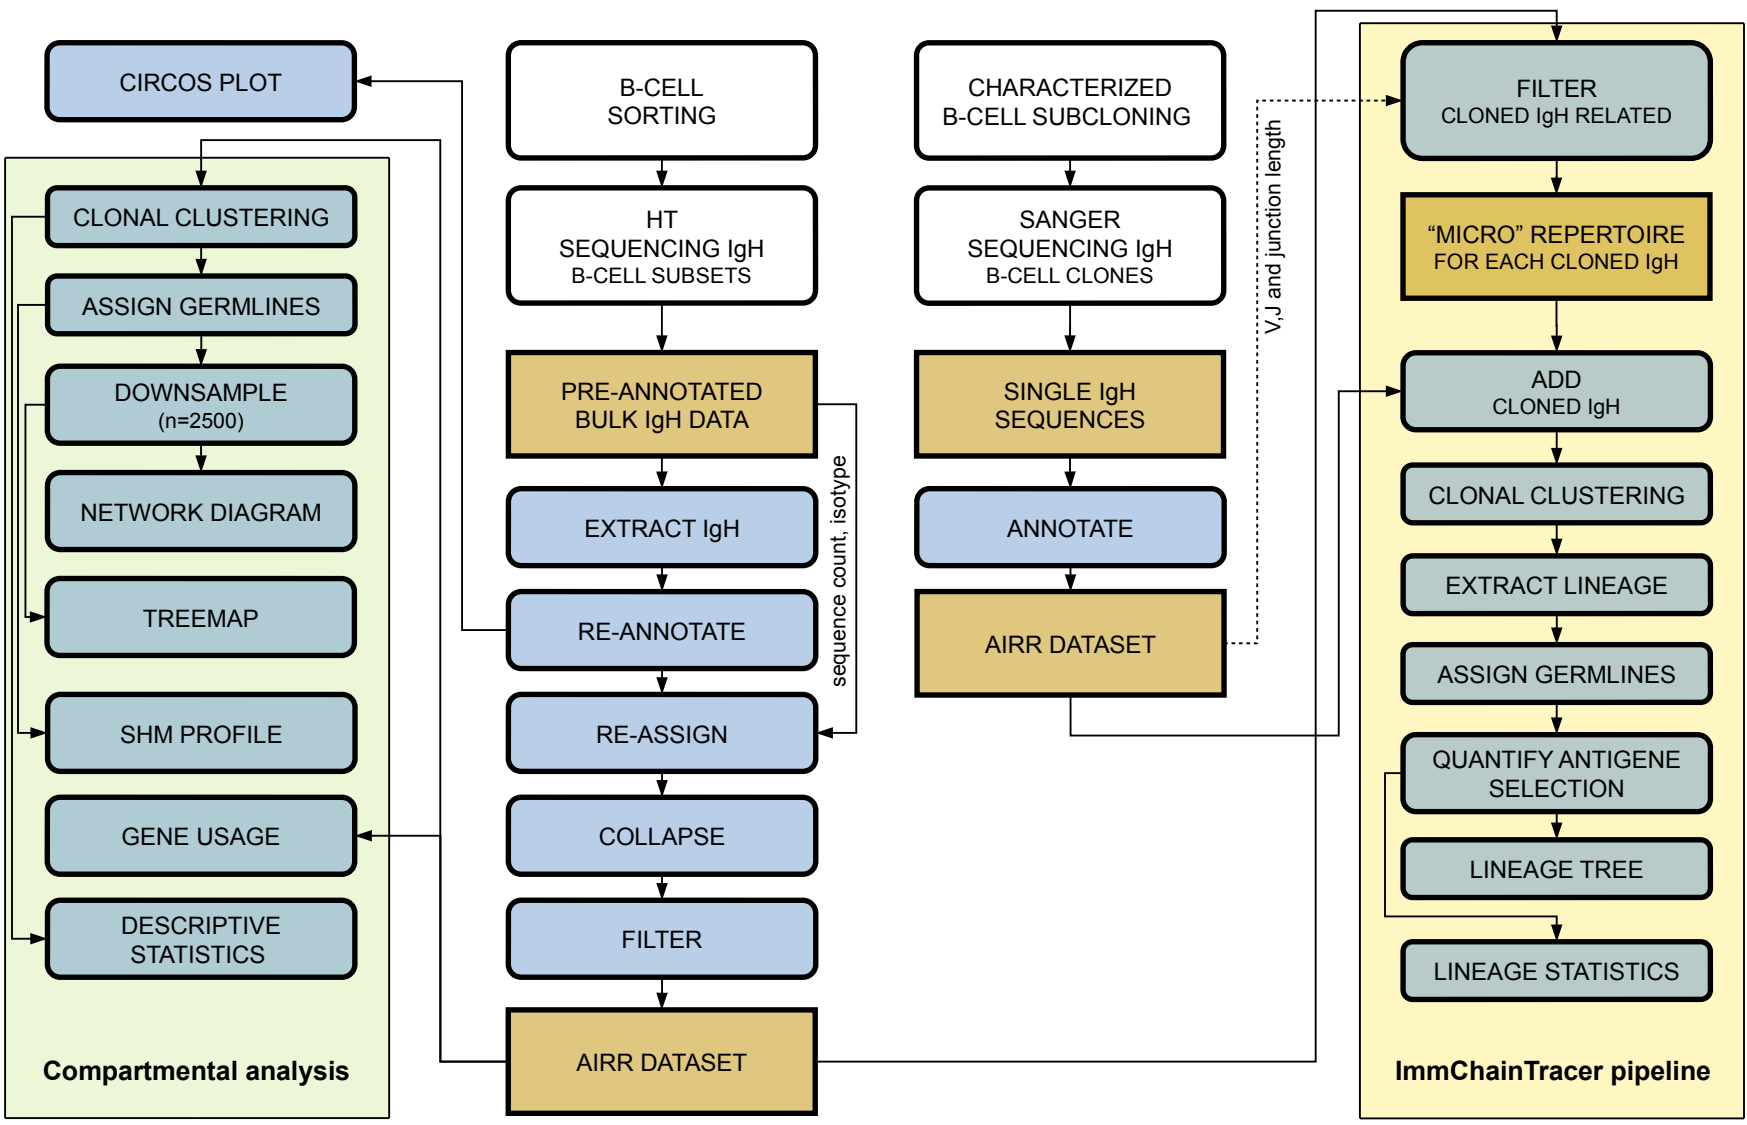 CIRCOS PLOT
CLONAL CLUSTERING
ASSIGN GERMLINES
DOWNSAMPLE
(n=2500)
NETWORK DIAGRAM
TREEMAP
SHM PROFILE
GENE USAGE
DESCRIPTIVE
STATISTICS
Compartmental analysis
B-CELL
SORTING
HT
SEQUENCING IgH
B-CELL SUBSETS
PRE-ANNOTATED
BULK IgH DATA
EXTRACT IgH
RE-ANNOTATE
RE-ASSIGN
COLLAPSE
FILTER
AIRR DATASET
sequence count, isotype
CHARACTERIZED
B-CELL SUBCLONING
SANGER
SEQUENCING IgH
B-CELL CLONES
SINGLE IgH
SEQUENCES
ANNOTATE
AIRR DATASET
V,J and junction length
FILTER
CLONED IgH RELATED
“MICRO” REPERTOIRE
FOR EACH CLONED IgH
ADD
CLONED IgH
CLONAL CLUSTERING
EXTRACT LINEAGE
ASSIGN GERMLINES
QUANTIFY ANTIGENE
SELECTION
LINEAGE TREE
LINEAGE STATISTICS
ImmChainTracer pipeline